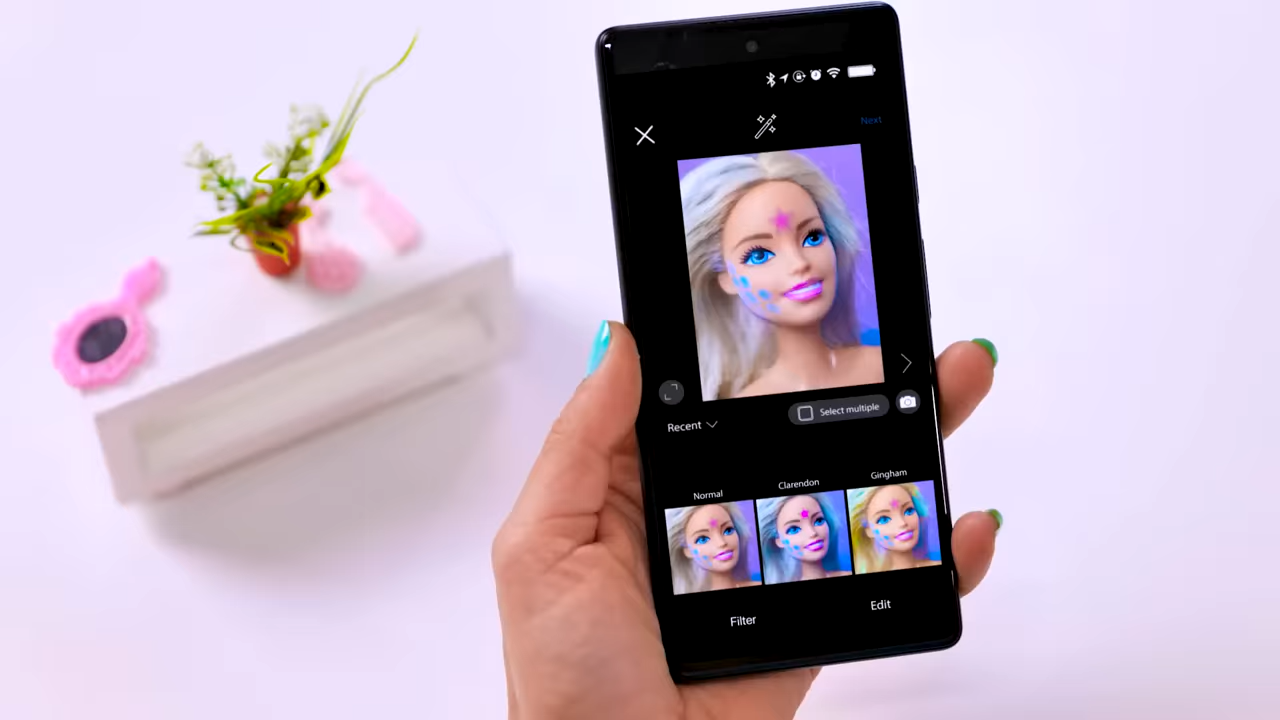 Next
Select multiple
Recent
Normal
Clarendon
Gingham
Filter
Edit